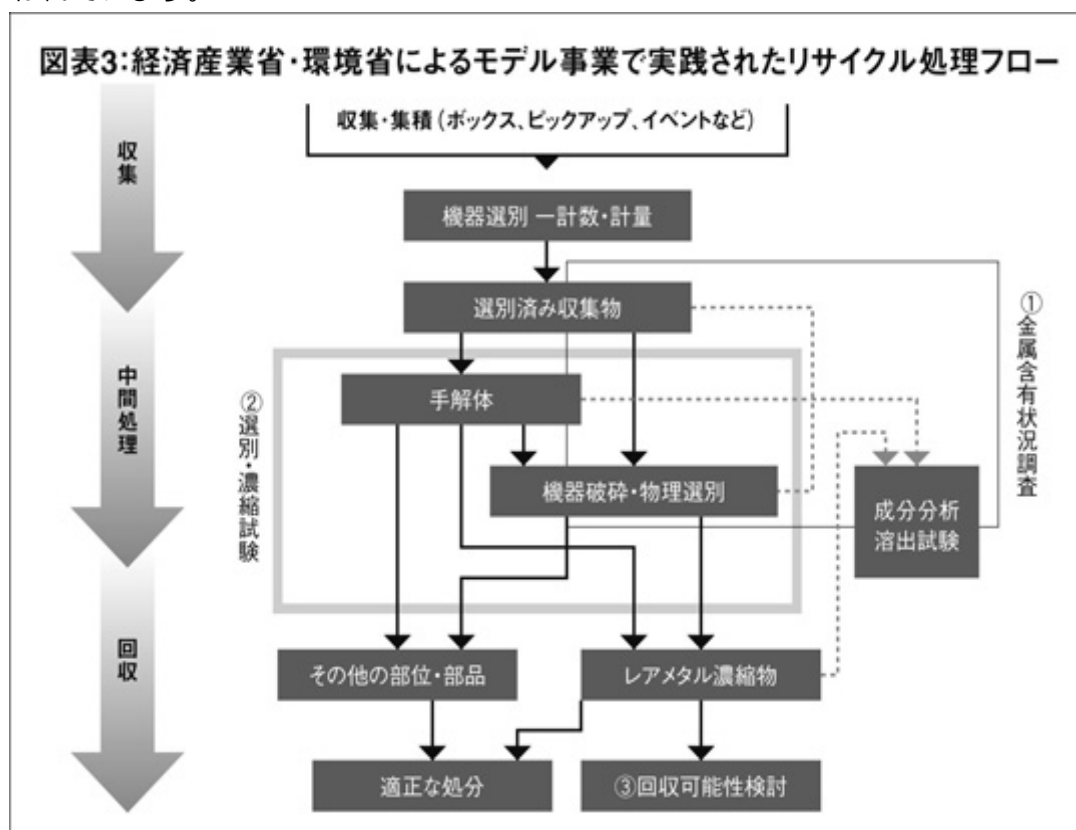 図表3:経済産業省・環境省によるモデル事業で実践されたリサイクル処理フロー
収集・集積(ボックス、ピックアップ、イベントなど)
収集
機器選別 ー計数・計量
選別済み収集物
①金属含有状況調査
中間処理
手解体
②選別・濃縮試験
機器破砕・物理選別
成分分析
溶出試験
回収
その他の部位・部品
レアメタル濃縮物
適正な処分
③回収可能性検討